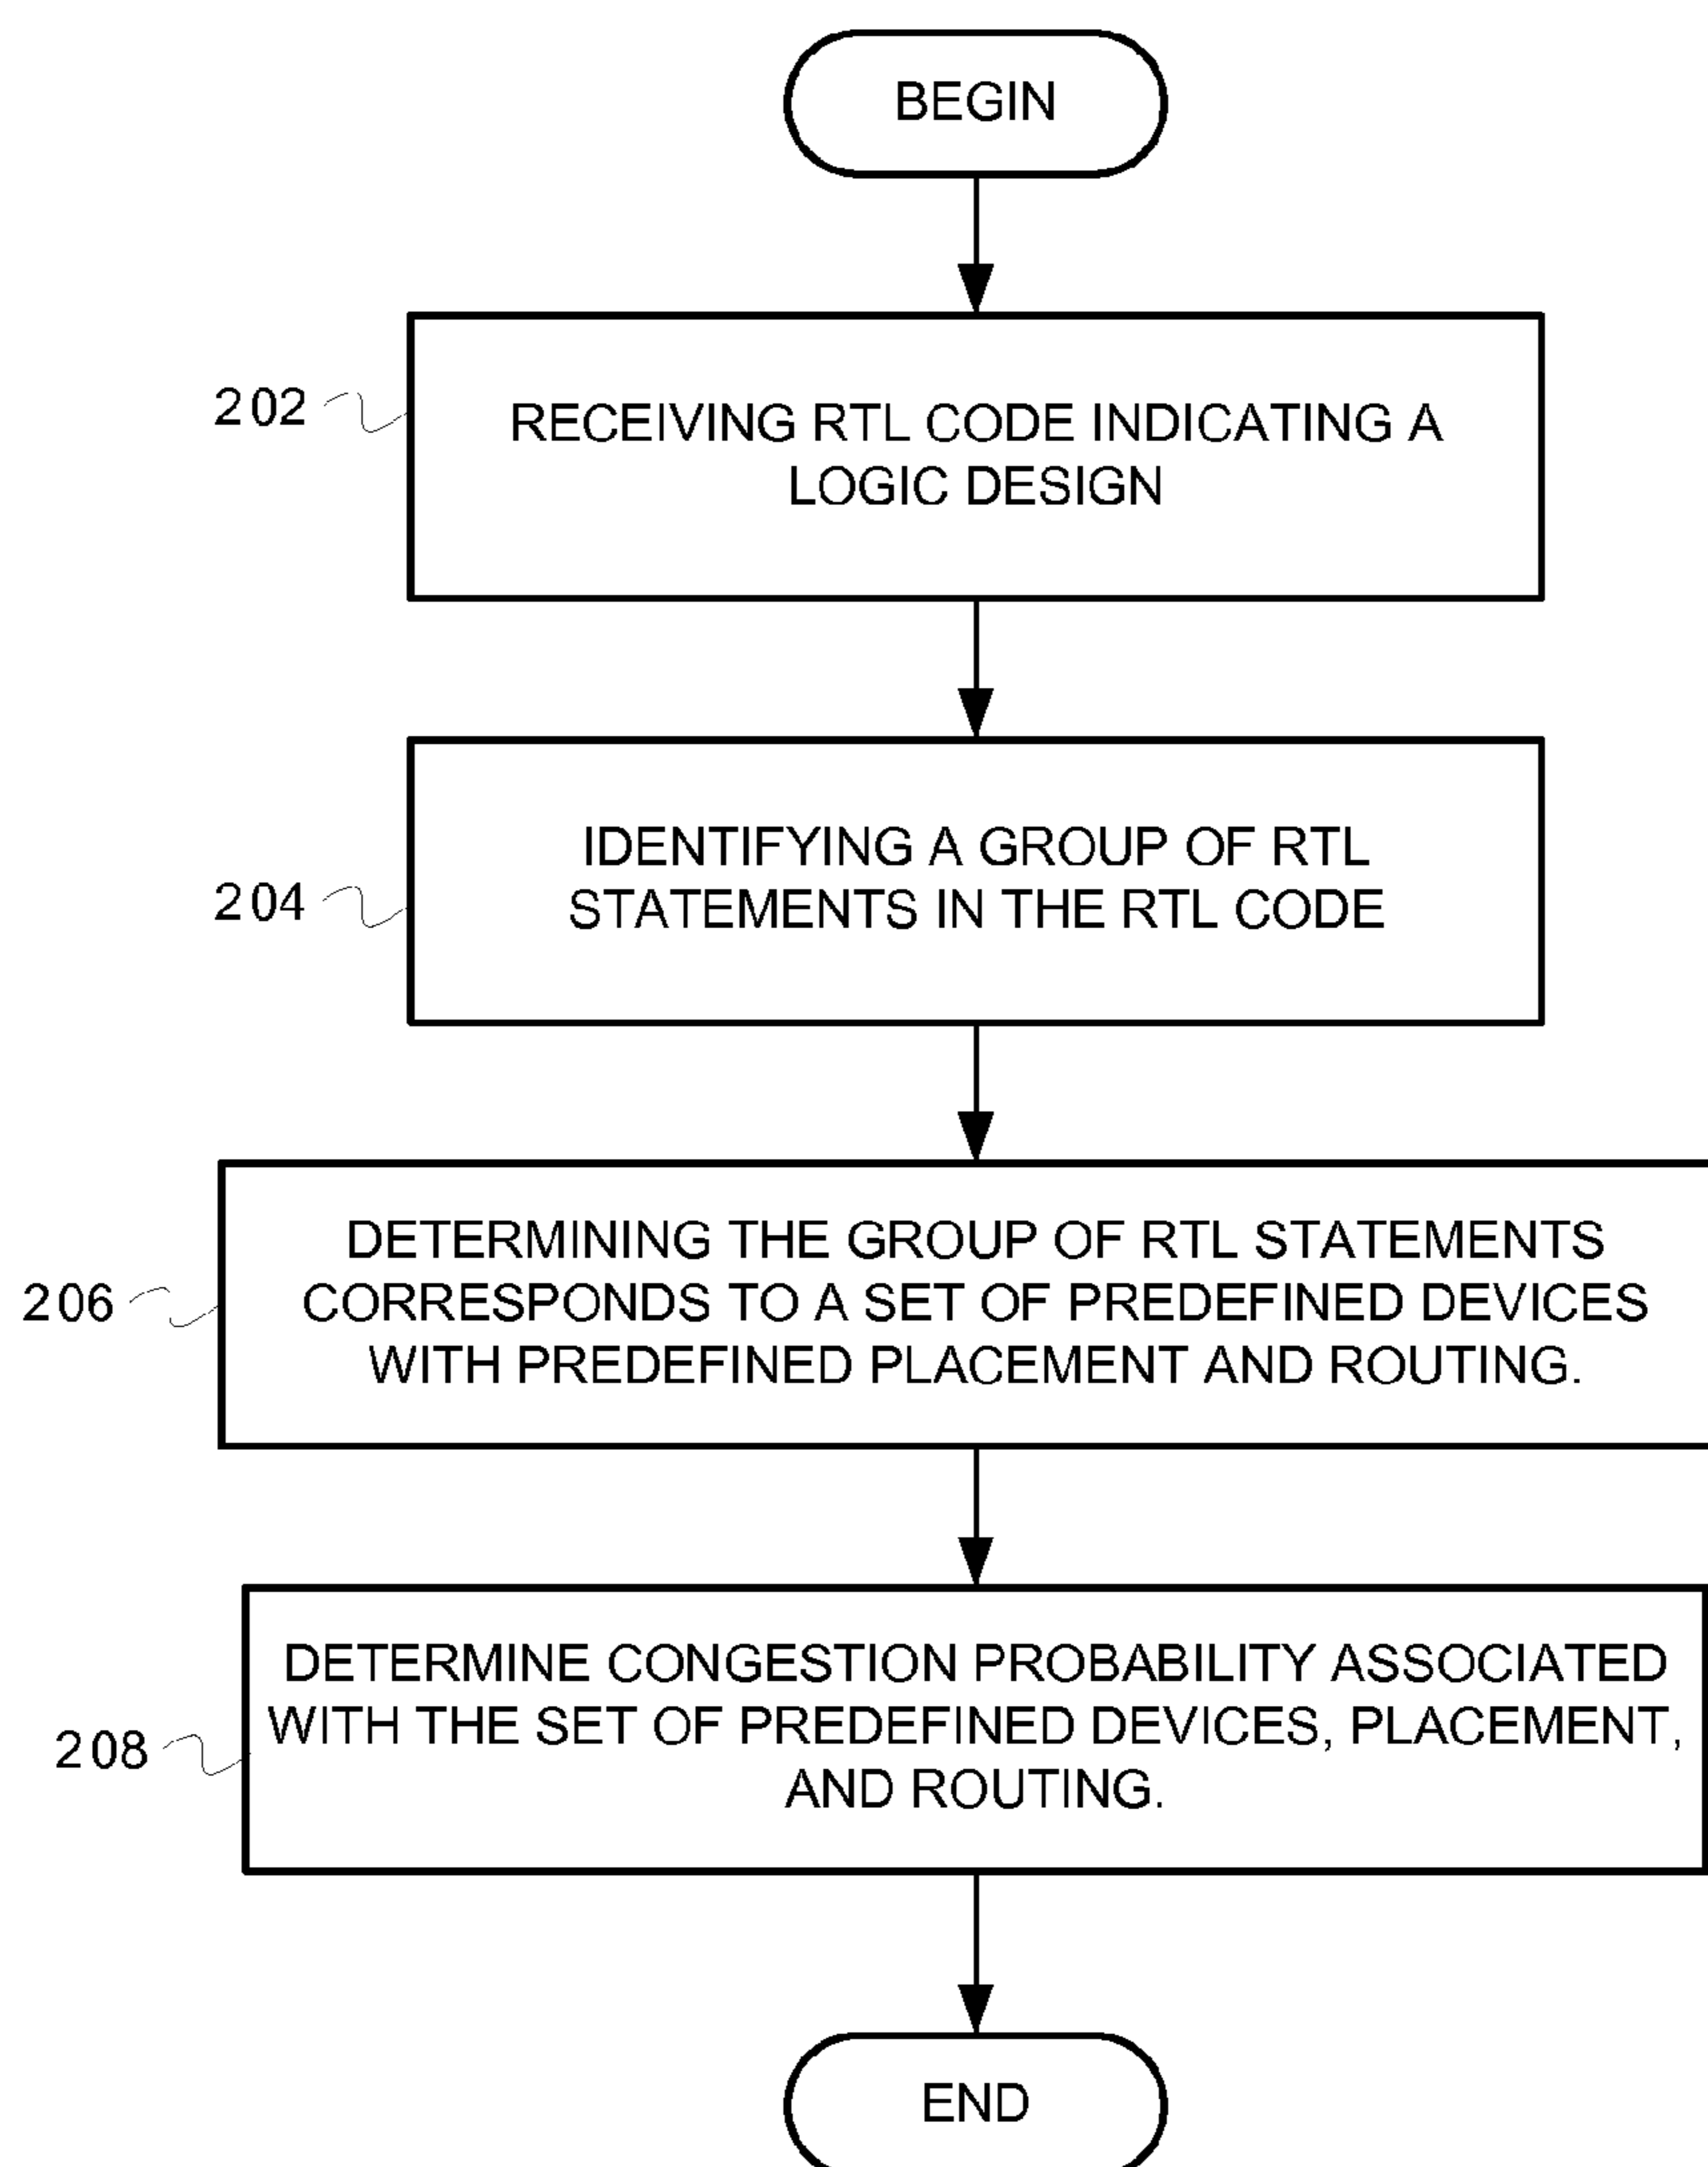 BEGIN
202
RECEIVING RTL CODE INDICATING A
LOGIC DESIGN
204
IDENTIFYING A GROUP OF RTL
STATEMENTS IN THE RTL CODE
206
DETERMINING THE GROUP OF RTL STATEMENTS
CORRESPONDS TO A SET OF PREDEFINED DEVICES
WITH PREDEFINED PLACEMENT AND ROUTING.
208
DETERMINE CONGESTION PROBABILITY ASSOCIATED
WITH THE SET OF PREDEFINED DEVICES, PLACEMENT,
AND ROUTING.
END